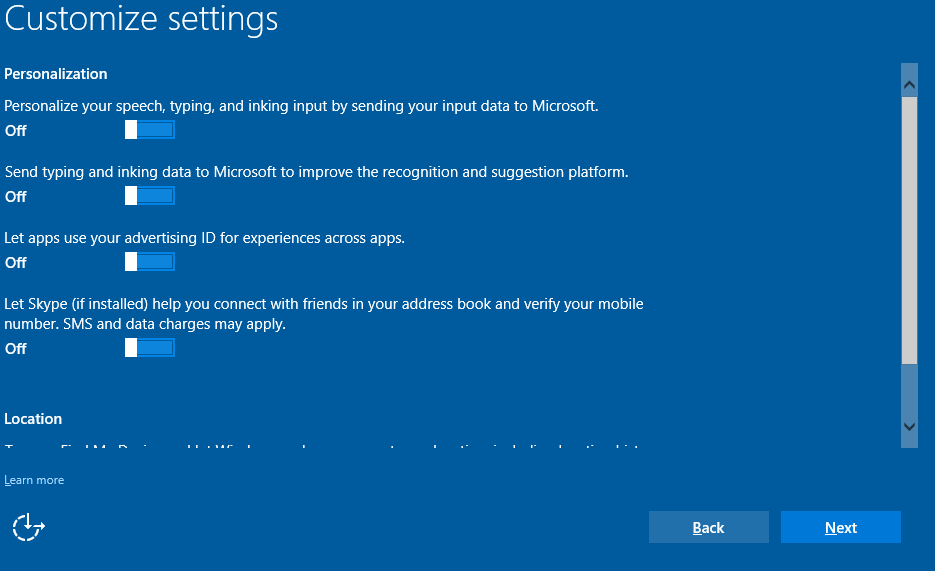 Customize settings
Personalization
Personalize your speech, typing, and inking input by sending your input data to Microsoft.
Off
Send typing and inking data to Microsoft to improve the recognition and suggestion platform.
Off
Let apps use your advertising ID for experiences across apps.
Off
Let Skype (if installed) help you connect with friends in your address book and verify your mobile
number. SMS and data charges may apply.
Off
Location
Learn more
Back
Next